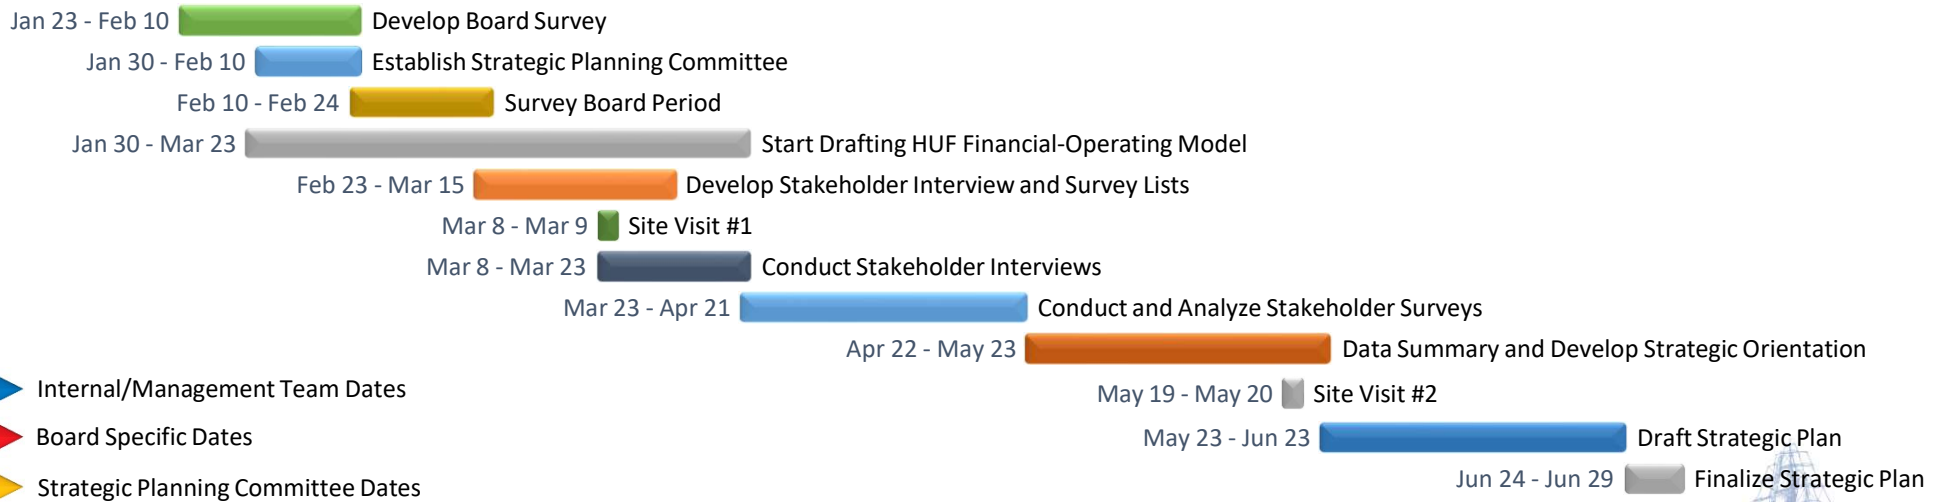 Jan 23 - Feb 10 Develop Board Survey
Jan 30 - Feb 10 Establish Strategic Planning Committee
Feb 10 - Feb 24 Survey Board Period
Jan 30 - Mar 23 Start Drafting HUF Financial-Operating Model
Feb 23 - Mar 15 Develop Stakeholder Interview and Survey Lists
Mar 8 - Mar 9 Site Visit #1
Mar 8 - Mar 23 Conduct Stakeholder Interviews
Mar 23 - Apr 21 Conduct and Analyze Stakeholder Surveys
Apr 22 - May 23 Data Summary and Develop Strategic Orientation
Internal/Management Team Dates
May 19 - May 20 Site Visit #2
Board Specific Dates
May 23 - Jun 23 Draft Strategic Plan
Strategic Planning Committee Dates
Jun 24 - Jun 29 Finalize Strategic Plan